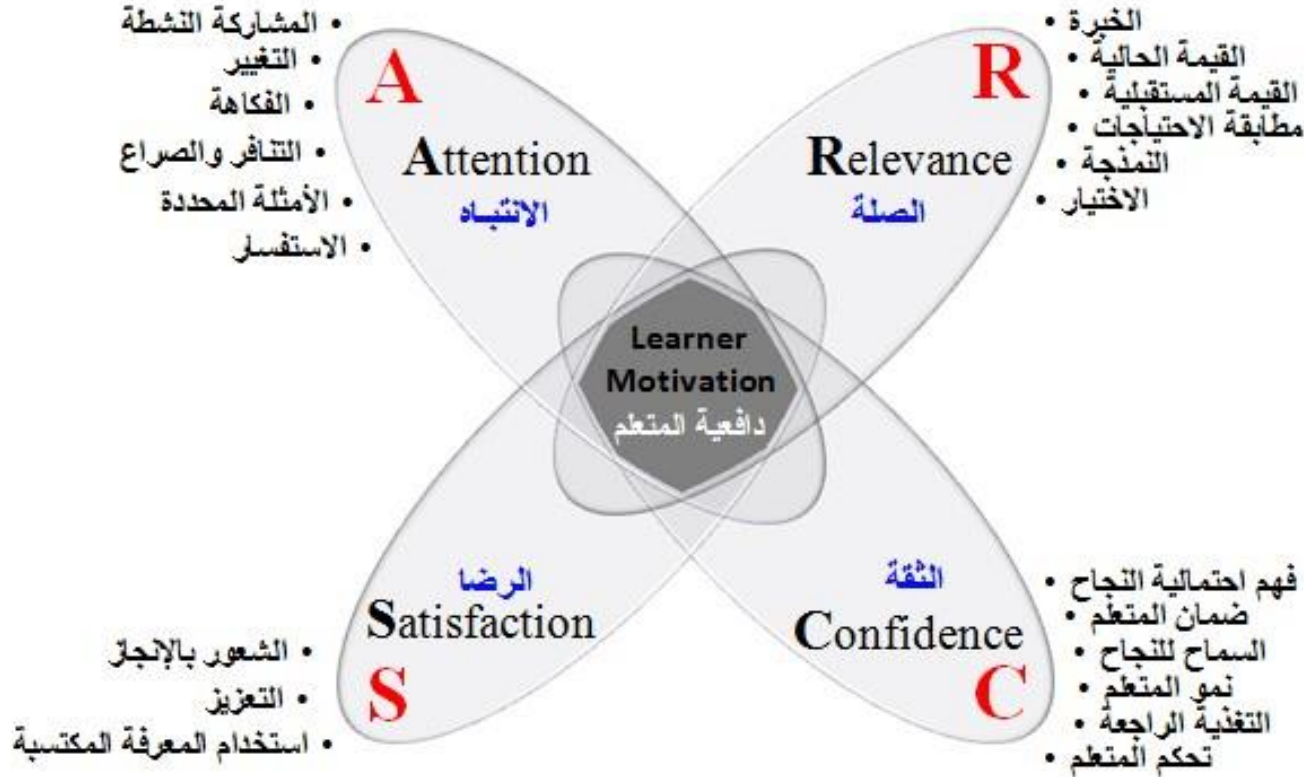 A
Attention
الانتباه
• المشاركة النشطة
• التغيير
• الفكاهة
• التنافر والصراع
• الأمثلة المحددة
• الاستفسار
R
Relevance
الصلة
• الخبرة
• القيمة الحالية
• القيمة المستقبلية
• مطابقة الاحتياجات
• النمذجة
• الاختيار
Learner
Motivation
دافعية المتعلم
الثقة
Confidence
C
• فهم احتمالية النجاح
• ضمان المتعلم
• السماح للنجاح
• نمو المتعلم
• التغذية الراجعة
• تحكم المتعلم
الرضا
Satisfaction
S
• الشعور بالإنجاز
• التعزيز
• استخدام المعرفة المكتسبة